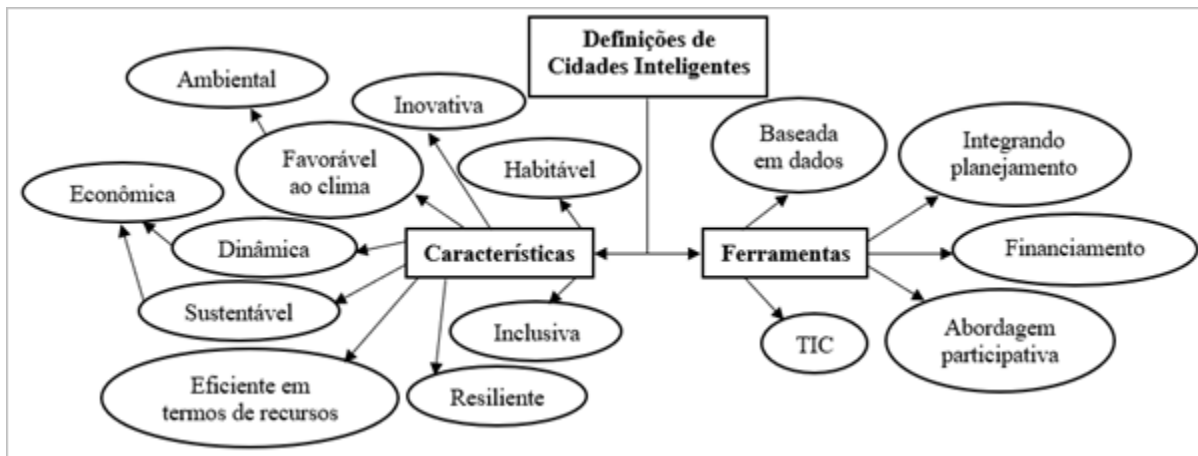 Definições de
Cidades Inteligentes
Ambiental
Inovativa
Baseada
em dados
Integrando
planejamento
Favorável
ao clima
Habitável
Econômica
Dinâmica
Característícas
Ferramentas
Financiamento
Sustentável
Inclusiva
TIC
Abordagem
participativa
Eficiente em
termos de recursos
Resiliente